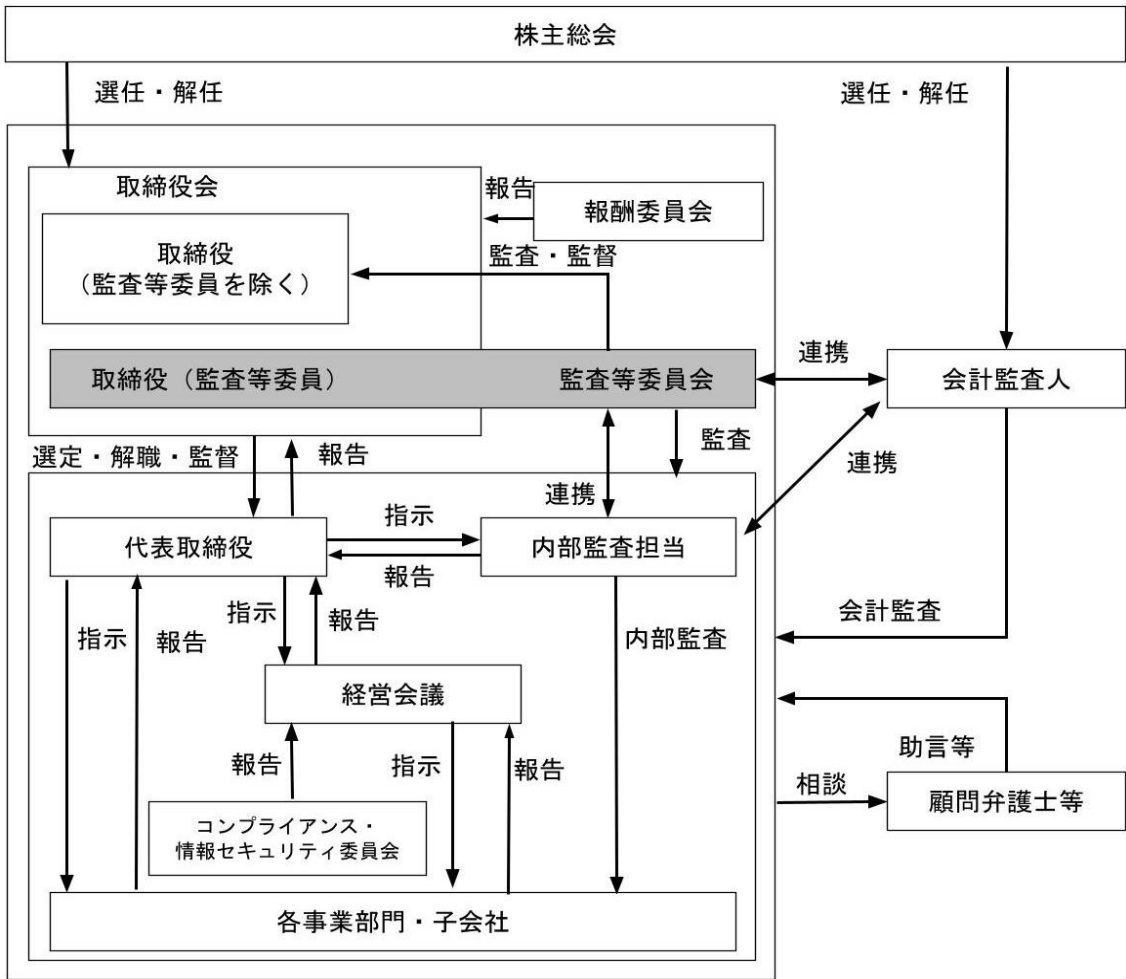 株主総会
選任・解任
選任・解任
取締役会
報告
報酬委員会
取締役
（監査等委員を除く）
監査・監督
取締役（監査等委員）
監査等委員会
連携
会計監査人
選定・解職・監督
報告
監査
連携
連携
代表取締役
指示
報告
内部監査担当
指示
報告
指示
報告
内部監査
会計監査
経営会議
報告
指示
報告
助言等
相談
顧問弁護士等
コンプライアンス・
情報セキュリティ委員会
各事業部門・子会社